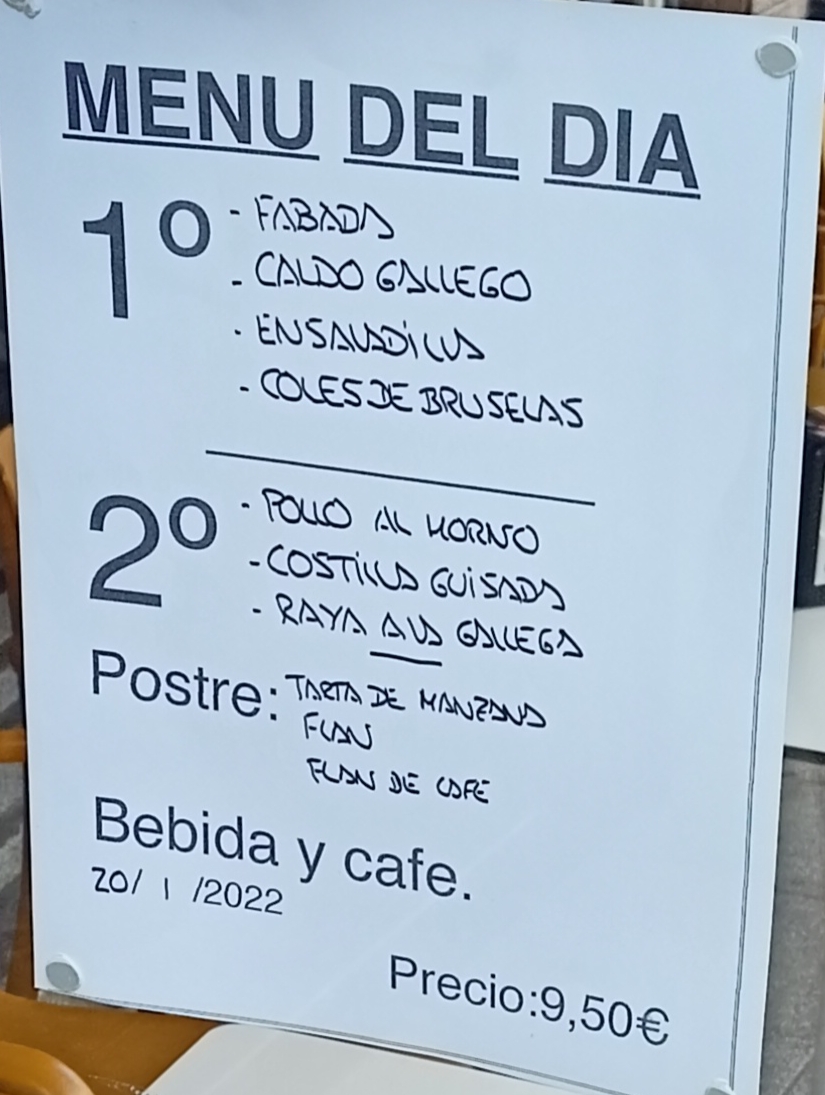 MENU DEL DIA
1º - FABADA
- CALDO GALLEGO
- ENSALADILLA
- COLES DE BRUSELAS
2º - POLLO AL HORNO
- COSTILLA GUISADA
- RAYA A LA GALLEGA
Postre: TARTA DE MANZANA
FLAN
FLAN DE CAFE
Bebida y cafe.
20/ 1 /2022
Precio:9,50€